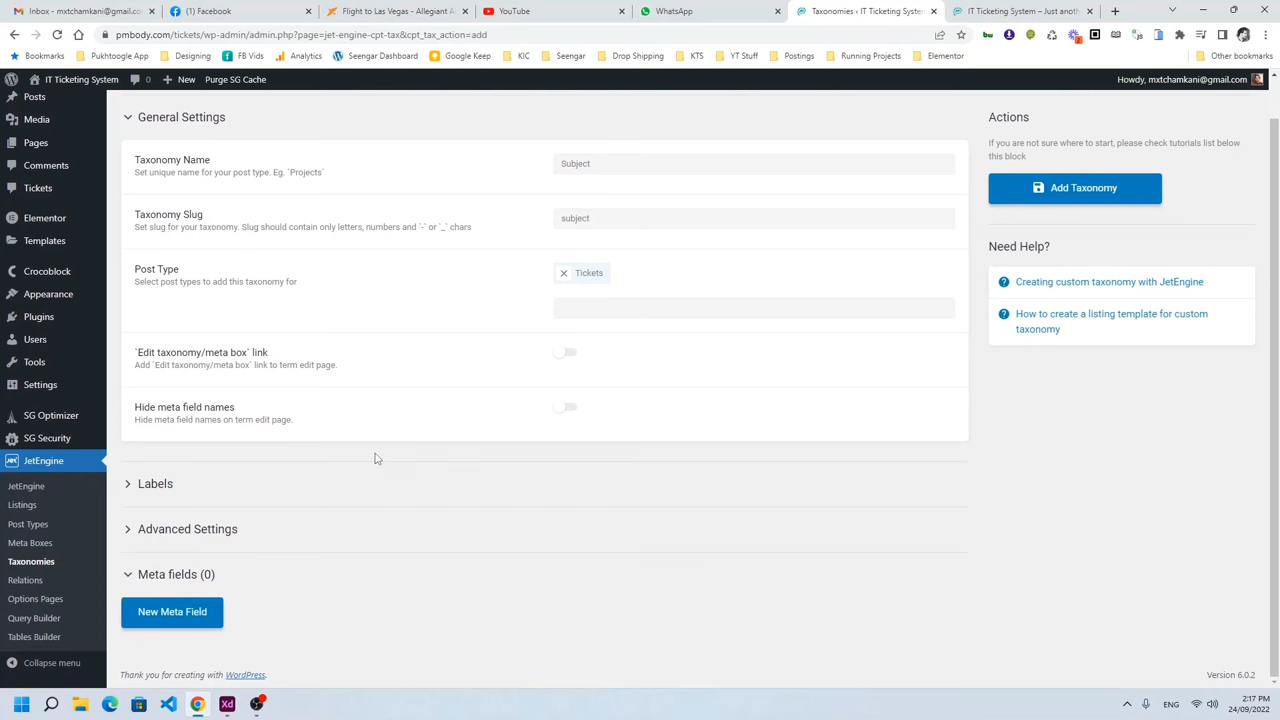 Inbox - mxtchamkani@gmail.com
(3) Facebook
Flight to Las Vegas - Allegiant A
YouTube
WhatsApp
Taxonomies ‹ IT Ticketing System
IT Ticketing System
pmbody.com/tickets/wp-admin/admin.php?page=jet-engine-cpt-tax&cpt_tax_action=add
Bookmarks
Pukhtoogle App
Designing
FB Vids
Analytics
Seengar Dashboard
Google Keep
KIC
Seengar
Drop Shipping
KTS
YT Stuff
Postings
Running Projects
Elementor
Other bookmarks
IT Ticketing System
0
New
Purge SG Cache
Howdy, mxtchamkani@gmail.com
Posts
Media
Pages
Comments
Tickets
Elementor
Templates
Crocoblock
Appearance
Plugins
Users
Tools
Settings
SG Optimizer
SG Security
JetEngine
JetEngine
Listings
Post Types
Meta Boxes
Taxonomies
Relations
Options Pages
Query Builder
Tables Builder
Collapse menu
General Settings
Taxonomy Name
Set unique name for your post type. Eg. `Projects`
Subject
Taxonomy Slug
Set slug for your taxonomy. Slug should contain only letters, numbers and `-` or `_` chars
subject
Post Type
Select post types to add this taxonomy for
Tickets
`Edit taxonomy/meta box` link
Add `Edit taxonomy/meta box` link to term edit page.
Hide meta field names
Hide meta field names on term edit page.
Labels
Advanced Settings
Meta fields (0)
New Meta Field
Thank you for creating with WordPress.
Version 6.0.2
Actions
If you are not sure where to start, please check tutorials list below
this block
Add Taxonomy
Need Help?
Creating custom taxonomy with JetEngine
How to create a listing template for custom
taxonomy
Xd
ENG
2:17 PM
24/09/2022